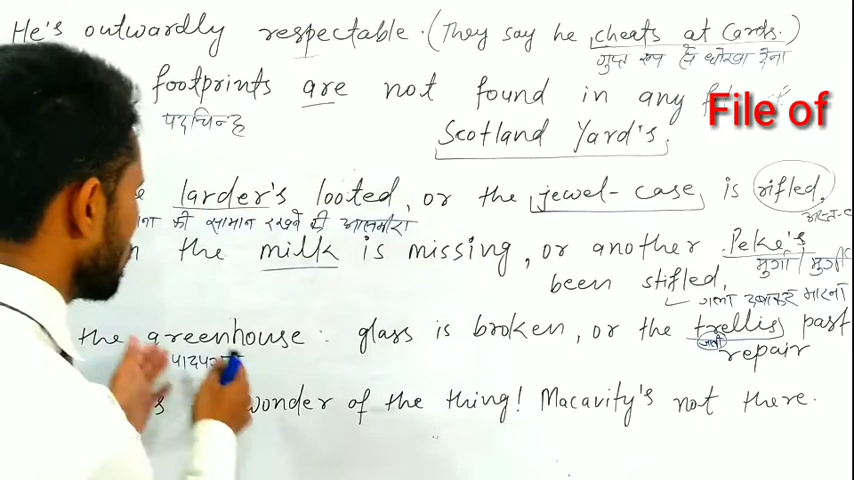 He's outwardly respectable. (They say he cheats at Cards.)
गुप्त रूप से धोखा देना
footprints are not found in any
File of
पदचिन्ह
Scotland Yard's,
larder's looted, or the jewel-case is rifled,
की सामान रखने की आलमीरा
the milk is missing, or another Peke's
मुर्गा / मुर्गी
been stifled,
गला दबाकर मारना
the greenhouse: glass is broken, or the trellis past
जाली
repair
wonder of the thing! Macavity's not there.